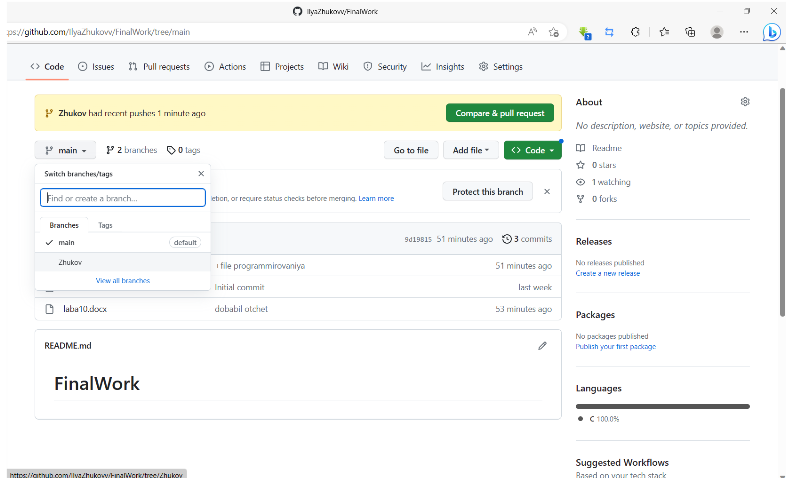 IlyaZhukovv/FinalWork
ps://github.com/IlyaZhukovv/FinalWork/tree/main
Code Issues Pull requests Actions Projects Wiki Security Insights Settings
Zhukov had recent pushes 1 minute ago
Compare & pull request
main 2 branches 0 tags
Go to file Add file Code
Switch branches/tags
Find or create a branch...
Branches Tags
main default
Zhukov
View all branches
etion, or require status checks before merging. Learn more
Protect this branch
9d19815 51 minutes ago 3 commits
file programmirovaniya 51 minutes ago
Initial commit last week
laba10.docx dobabil otchet 53 minutes ago
README.md
FinalWork
About
No description, website, or topics provided.
Readme
0 stars
1 watching
0 forks
Releases
No releases published
Create a new release
Packages
No packages published
Publish your first package
Languages
C 100.0%
Suggested Workflows
Based on your tech stack
https://github.com/IlyaZhukovv/FinalWork/tree/Zhukov